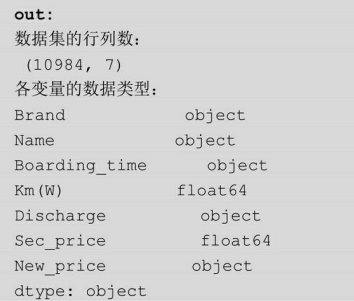 out:
数据集的行列数：
(10984, 7)
各变量的数据类型：
Brand object
Name object
Boarding_time object
Km(W) float64
Discharge object
Sec_price float64
New_price object
dtype: object